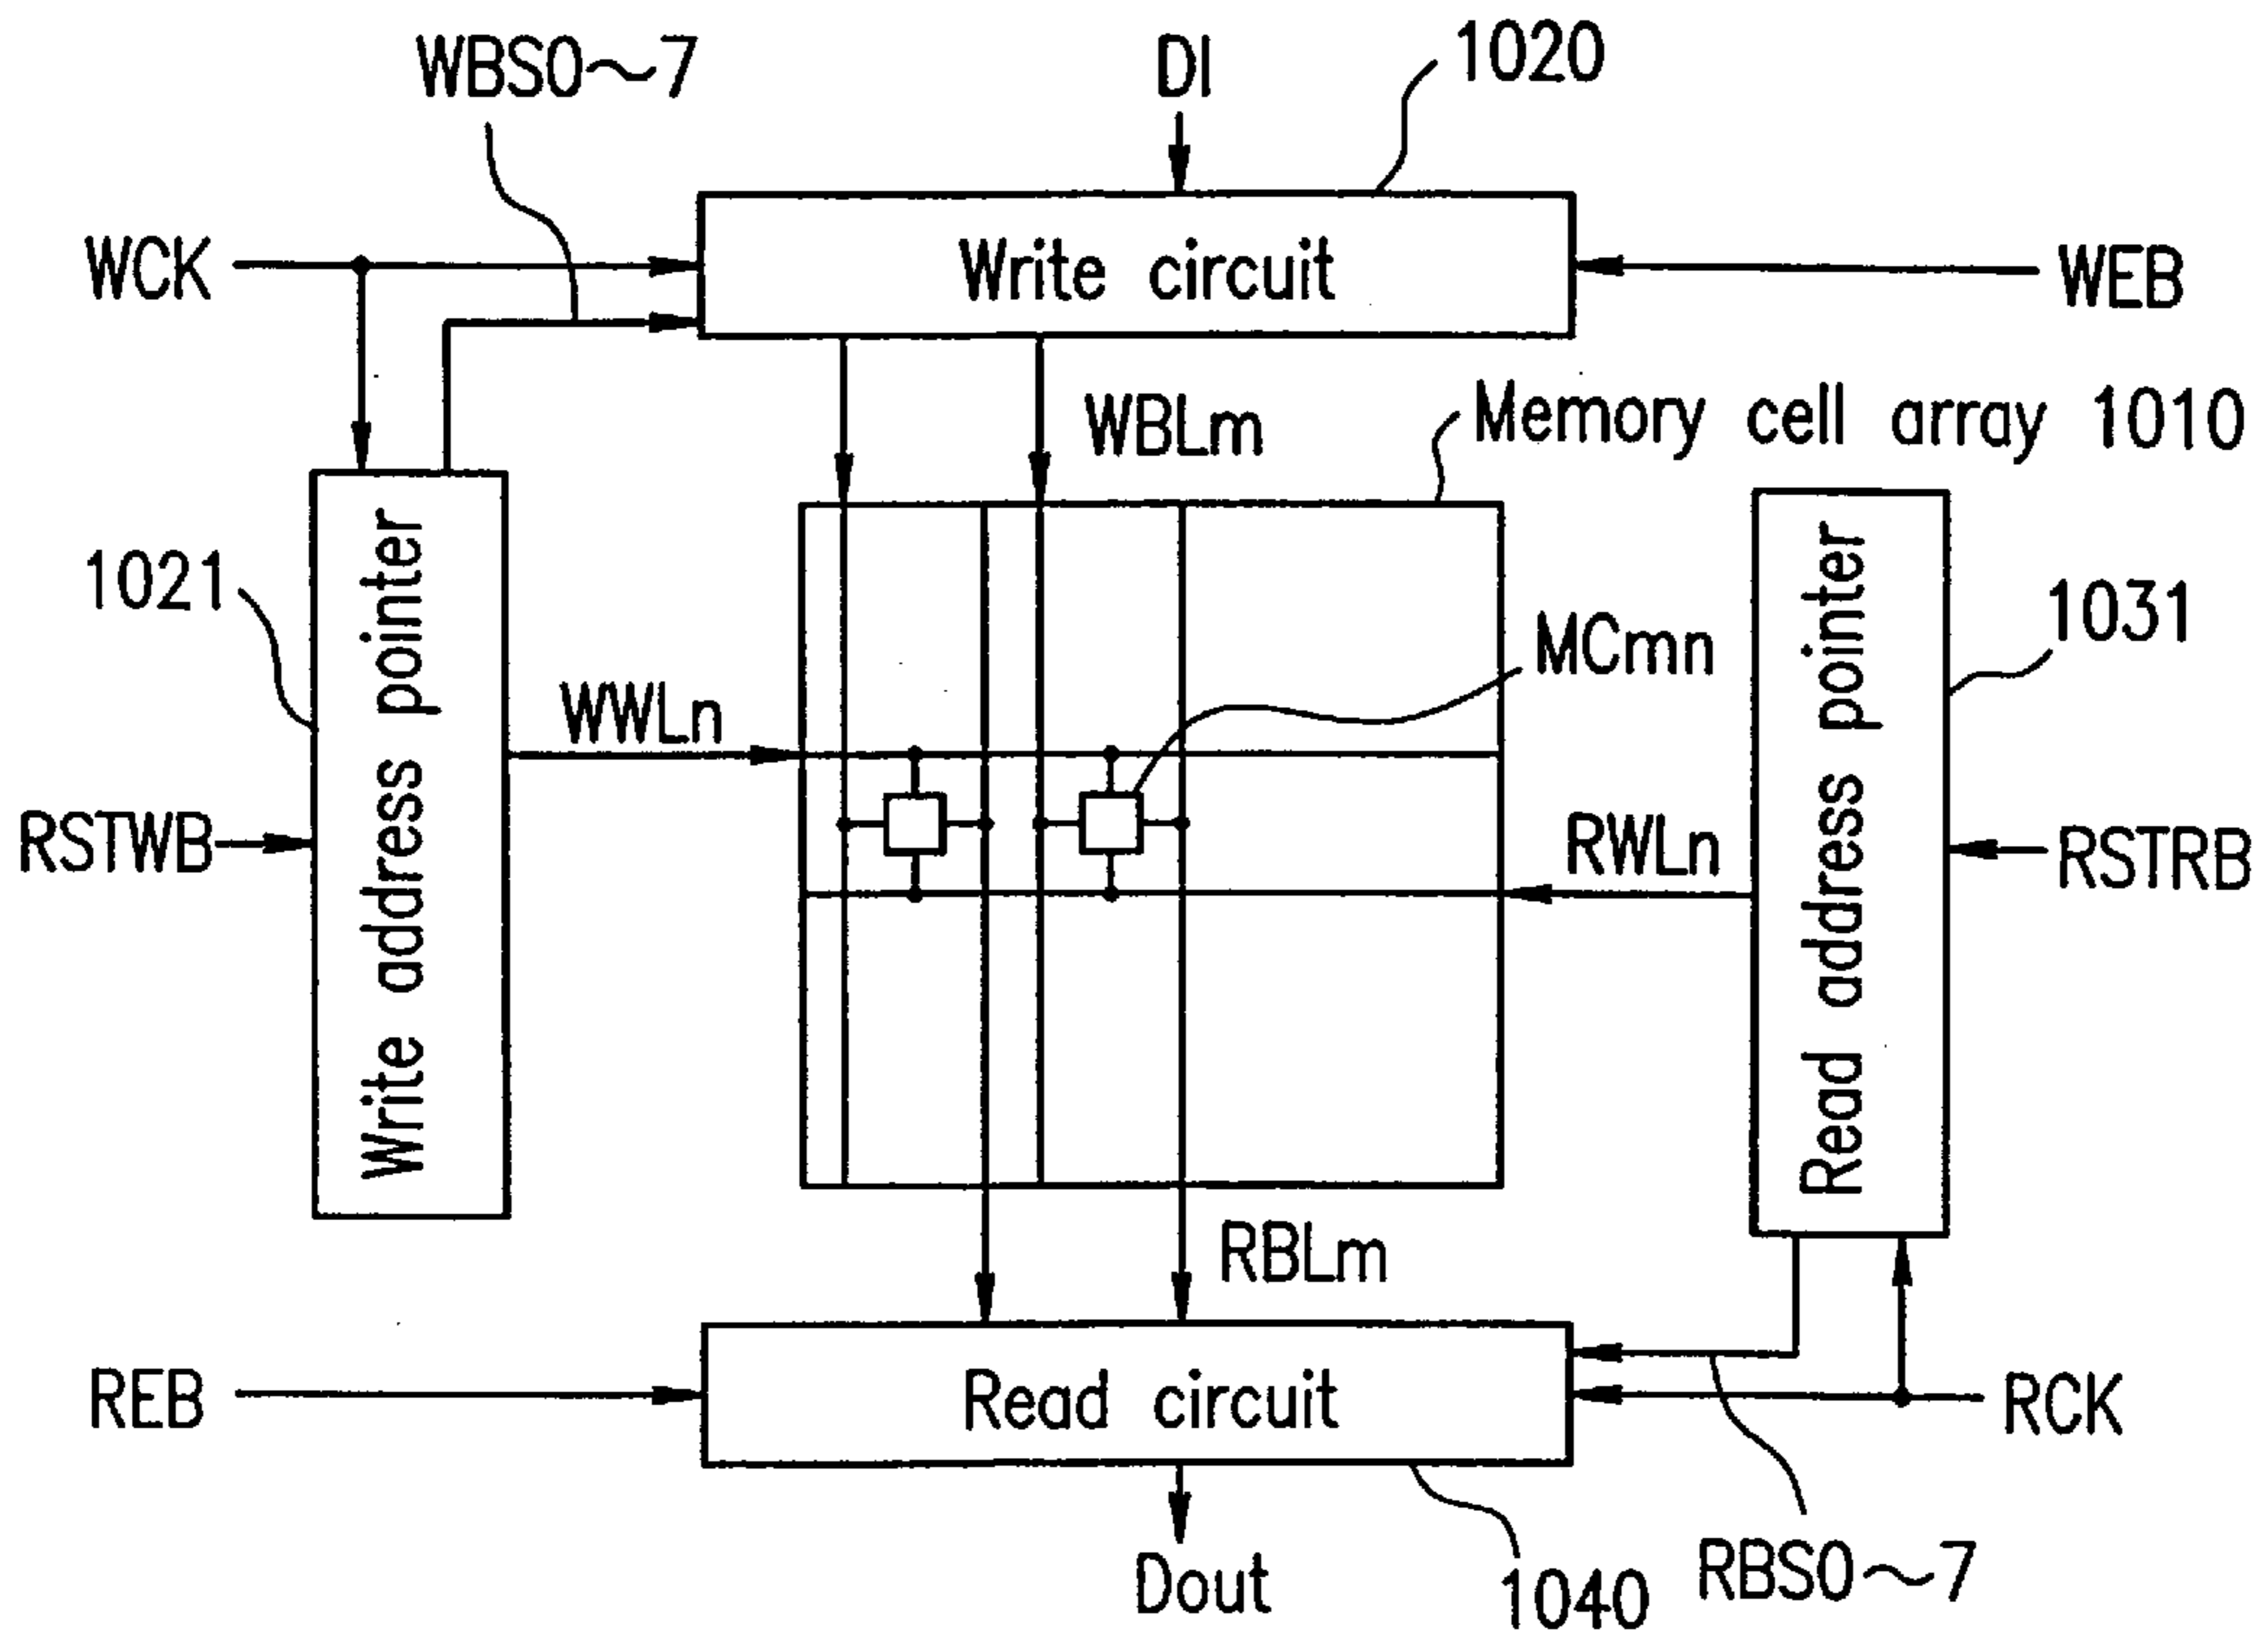 WBS0～7
DI
1020
WCK
Write circuit
WEB
WBLm
Memory cell array 1010
1021
Write address pointer
WWLn
MCmn
1031
Read address pointer
RSTWB
RWLn
RSTRB
RBLm
REB
Read circuit
RCK
Dout
1040
RBS0～7